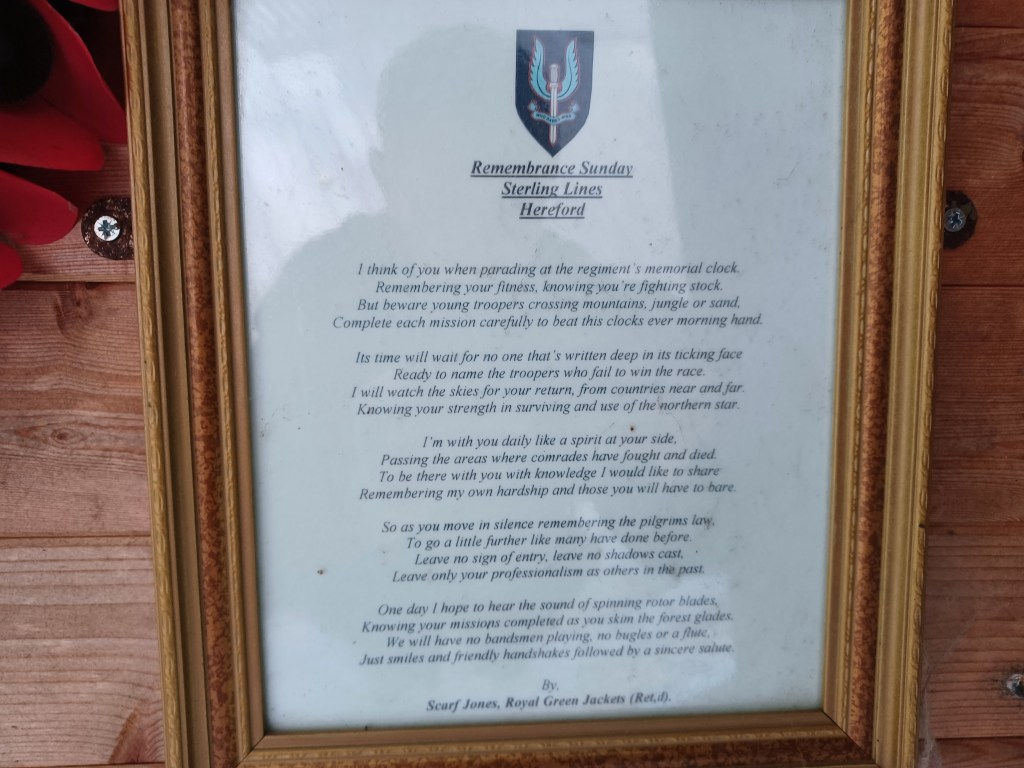 Remembrance Sunday
Sterling Lines
Hereford
I think of you when parading at the regiment's memorial clock.
Remembering your fitness, knowing you're fighting stock.
But beware young troopers crossing mountains, jungle or sand,
Complete each mission carefully to beat this clocks ever morning hand.
Its time will wait for no one that's written deep in its ticking face
Ready to name the troopers who fail to win the race.
I will watch the skies for your return, from countries near and far.
Knowing your strength in surviving and use of the northern star.
I'm with you daily like a spirit at your side,
Passing the areas where comrades have fought and died.
To be there with you with knowledge I would like to share
Remembering my own hardship and those you will have to bare.
So as you move in silence remembering the pilgrims law,
To go a little further like many have done before.
Leave no sign of entry, leave no shadows cast,
Leave only your professionalism as others in the past.
One day I hope to hear the sound of spinning rotor blades,
Knowing your missions completed as you skim the forest glades.
We will have no bandsmen playing, no bugles or a flute,
Just smiles and friendly handshakes followed by a sincere salute.
By,
Scarf Jones, Royal Green Jackets (Ret,d).